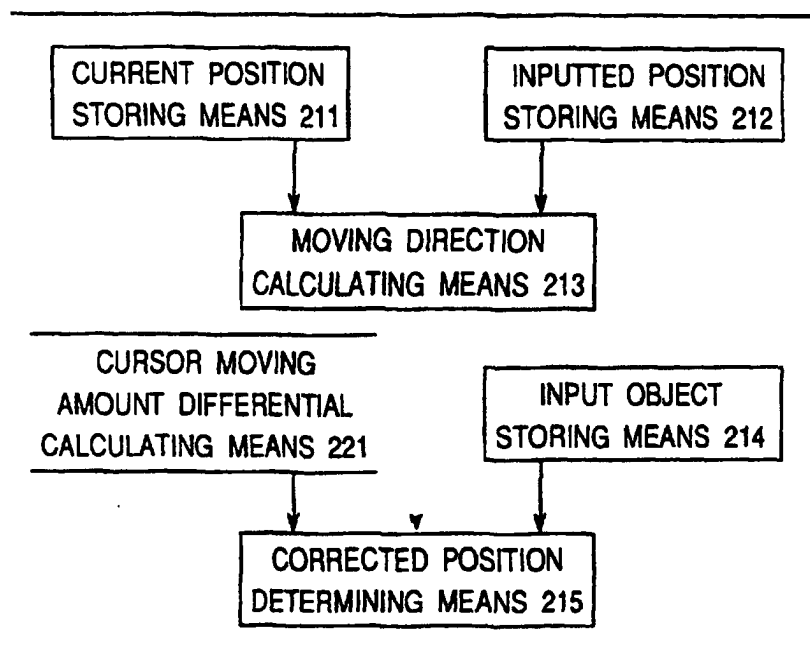 CURRENT POSITION
STORING MEANS 211
INPUTTED POSITION
STORING MEANS 212
MOVING DIRECTION
CALCULATING MEANS 213
CURSOR MOVING
AMOUNT DIFFERENTIAL
CALCULATING MEANS 221
INPUT OBJECT
STORING MEANS 214
CORRECTED POSITION
DETERMINING MEANS 215